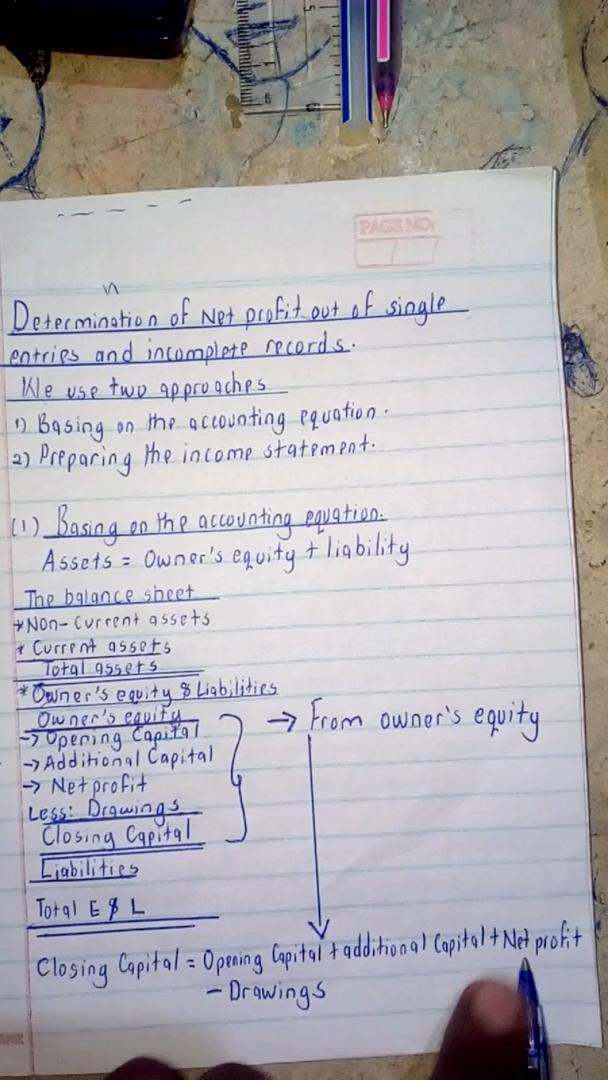 PAGE NO:
Determination of Net profit out of single
entries and incomplete records.
We use two approaches
1) Basing on the accounting equation.
2) Preparing the income statement.
(1) Basing on the accounting equation.
Assets = Owner's equity + liability
The balance sheet
*Non-Current assets
* Current assets
Total assets
*Owner's equity & Liabilities
Owner's equity
→ Opening Capital
→ Additional Capital
→ Net profit
Less: Drawings
Closing Capital
Liabilities
Total E & L
→ From owner's equity
Closing Capital = Opening Capital + additional Capital + Net profit
- Drawings